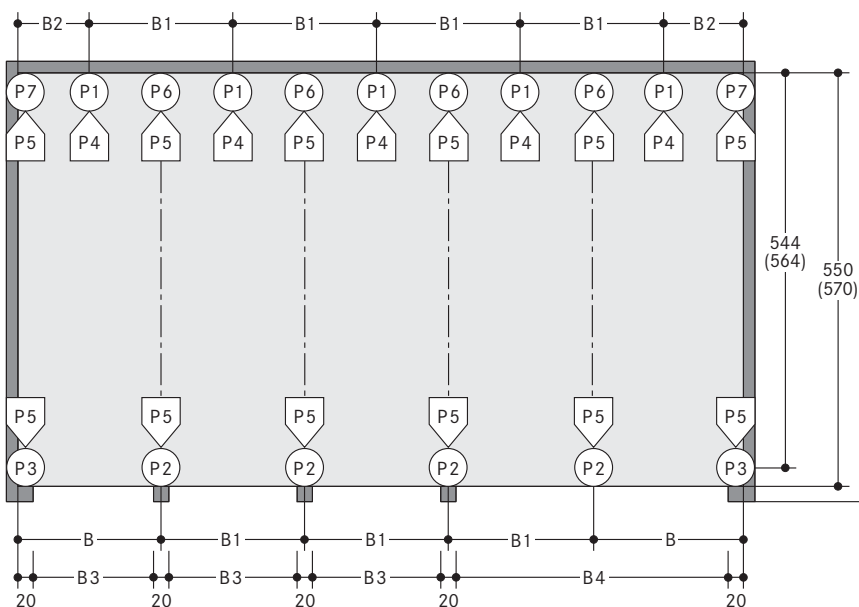 B2 B1 B1 B1 B1 B2
P7 P1 P6 P1 P6 P1 P6 P1 P6 P1 P7
P5 P4 P5 P4 P5 P4 P5 P4 P5 P4 P5
544
(564)
550
(570)
P5 P5 P5 P5 P5 P5
P3 P2 P2 P2 P2 P3
B B1 B1 B1 B
B3 B3 B3 B4
20 20 20 20 20